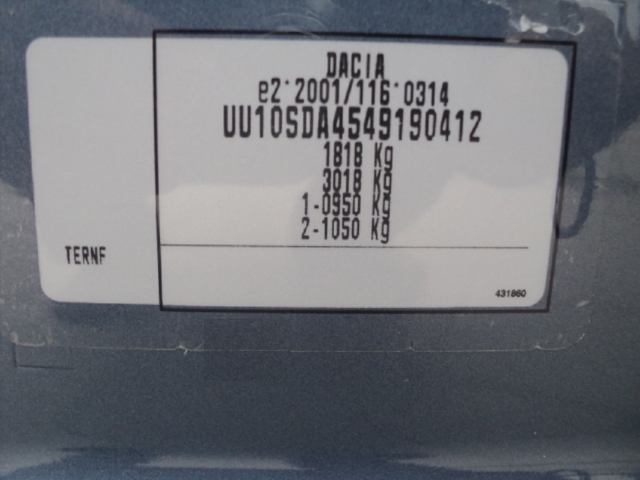 DACIA
e2*2001/116*0314
UU10SDA4549190412
1818 Kg
3018 Kg
1-0950 Kg
2-1050 Kg
TERNF
431860